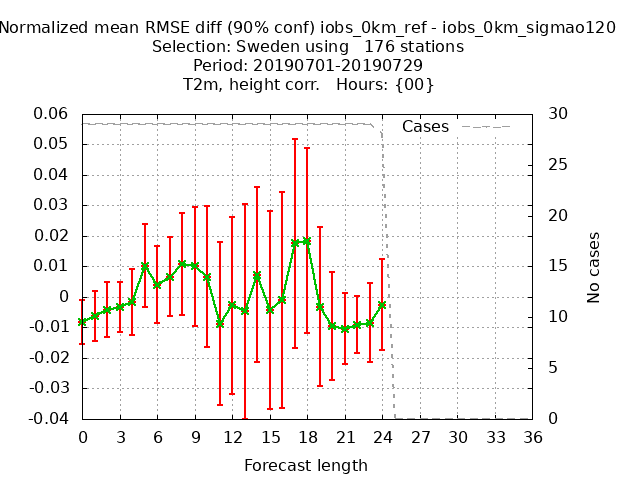 Normalized mean RMSE diff (90% conf) iobs_0km_ref - iobs_0km_sigmao120
Selection: Sweden using   176 stations
Period: 20190701-20190729
T2m, height corr.   Hours: {00}
Cases
0.06
0.05
0.04
0.03
0.02
0.01
0
-0.01
-0.02
-0.03
-0.04
30
25
20
15
10
5
0
No cases
0 3 6 9 12 15 18 21 24 27 30 33 36
Forecast length